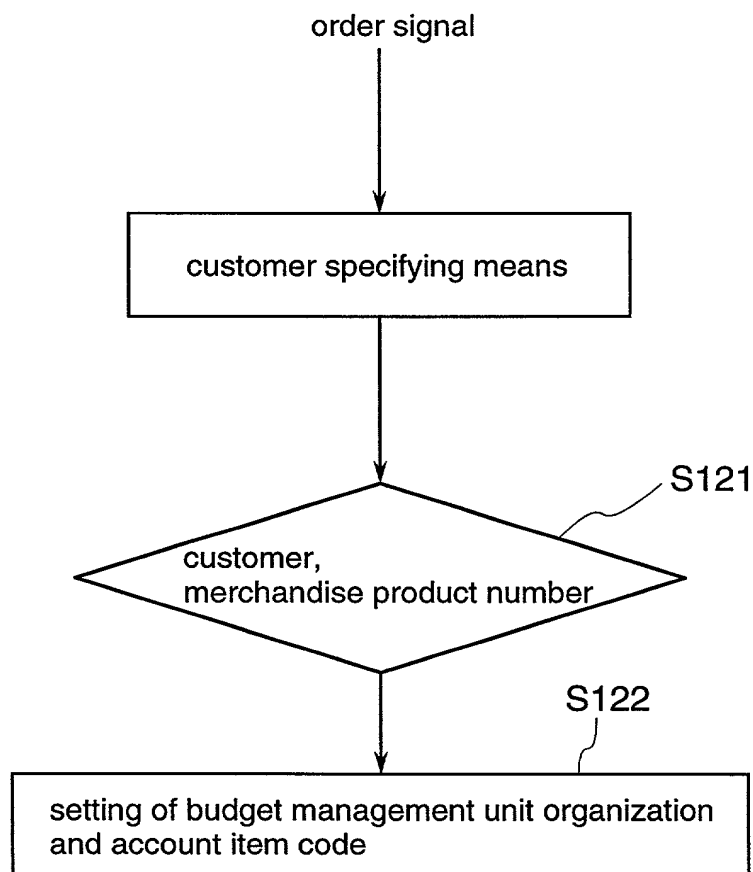 order signal
customer specifying means
S121
customer,
merchandise product number
S122
setting of budget management unit organization
and account item code